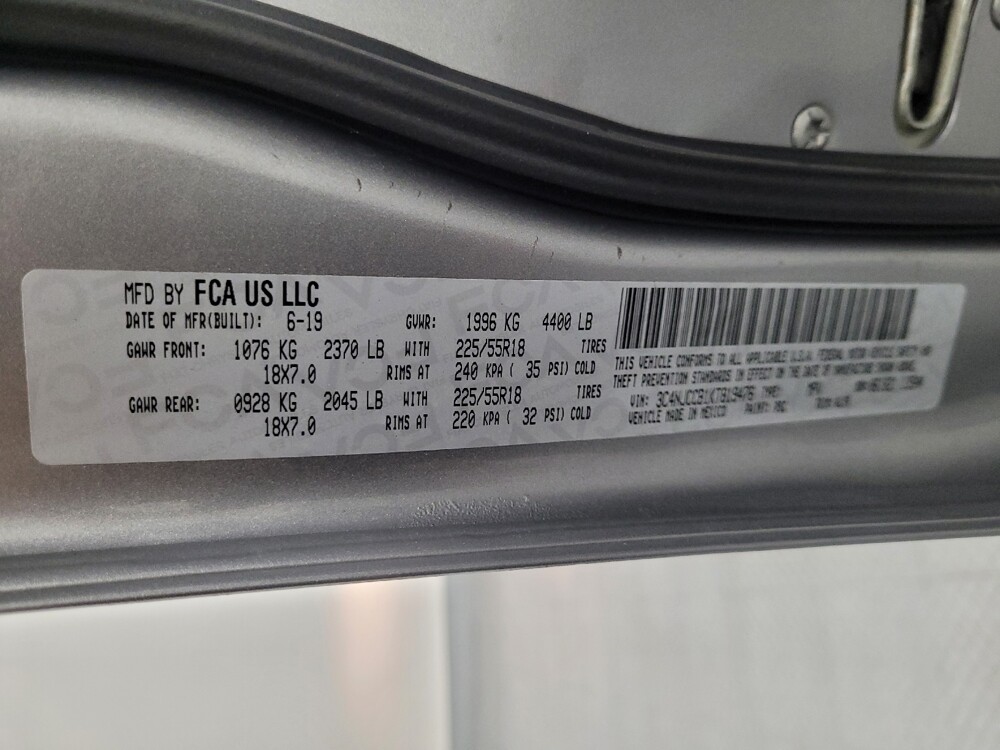 MFD BY FCA US LLC
DATE OF MFR(BUILT): 6-19 GVWR: 1996 KG 4400 LB
GAWR FRONT: 1076 KG 2370 LB WITH 225/55R18 TIRES
18X7.0 RIMS AT 240 KPA ( 35 PSI) COLD
GAWR REAR: 0928 KG 2045 LB WITH 225/55R18 TIRES
18X7.0 RIMS AT 220 KPA ( 32 PSI) COLD
THIS VEHICLE CONFORMS TO ALL APPLICABLE U.S.A. FEDERAL MOTOR VEHICLE SAFETY AND
THEFT PREVENTION STANDARDS IN EFFECT ON THE DATE OF MANUFACTURE SHOWN ABOVE.
VIN: 3C4NJCCB1KT819476 TYPE:
VEHICLE MADE IN MEXICO PAINT: